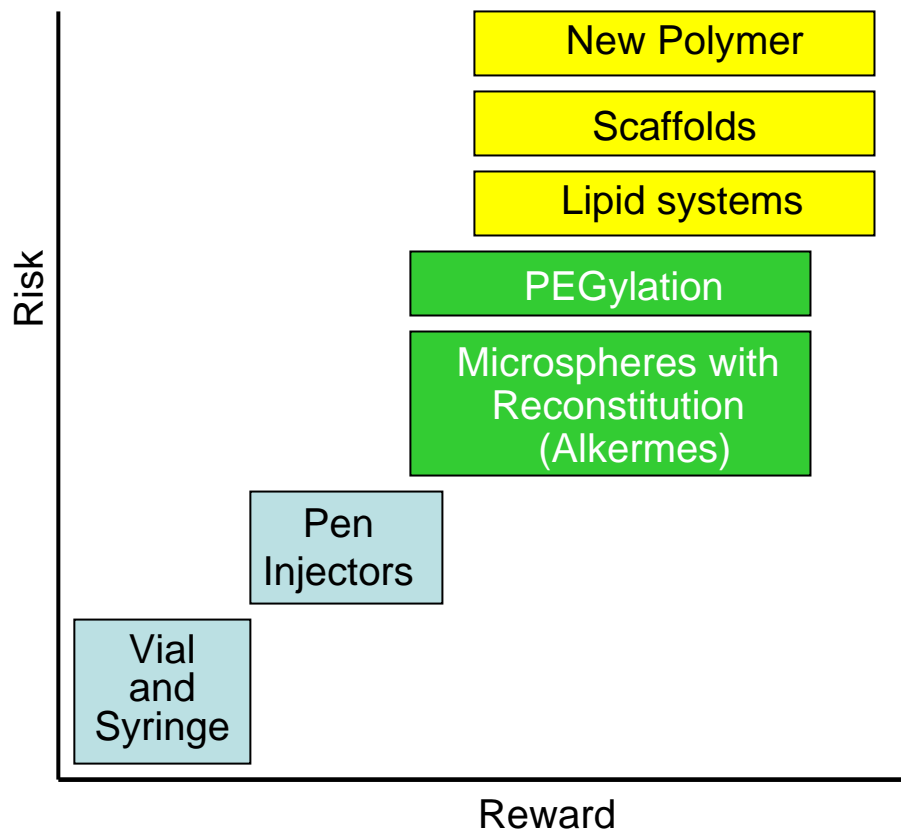 New Polymer
Scaffolds
Lipid systems
PEGylation
Microspheres with
Reconstitution
(Alkermes)
Pen
Injectors
Vial
and
Syringe
Risk
Reward